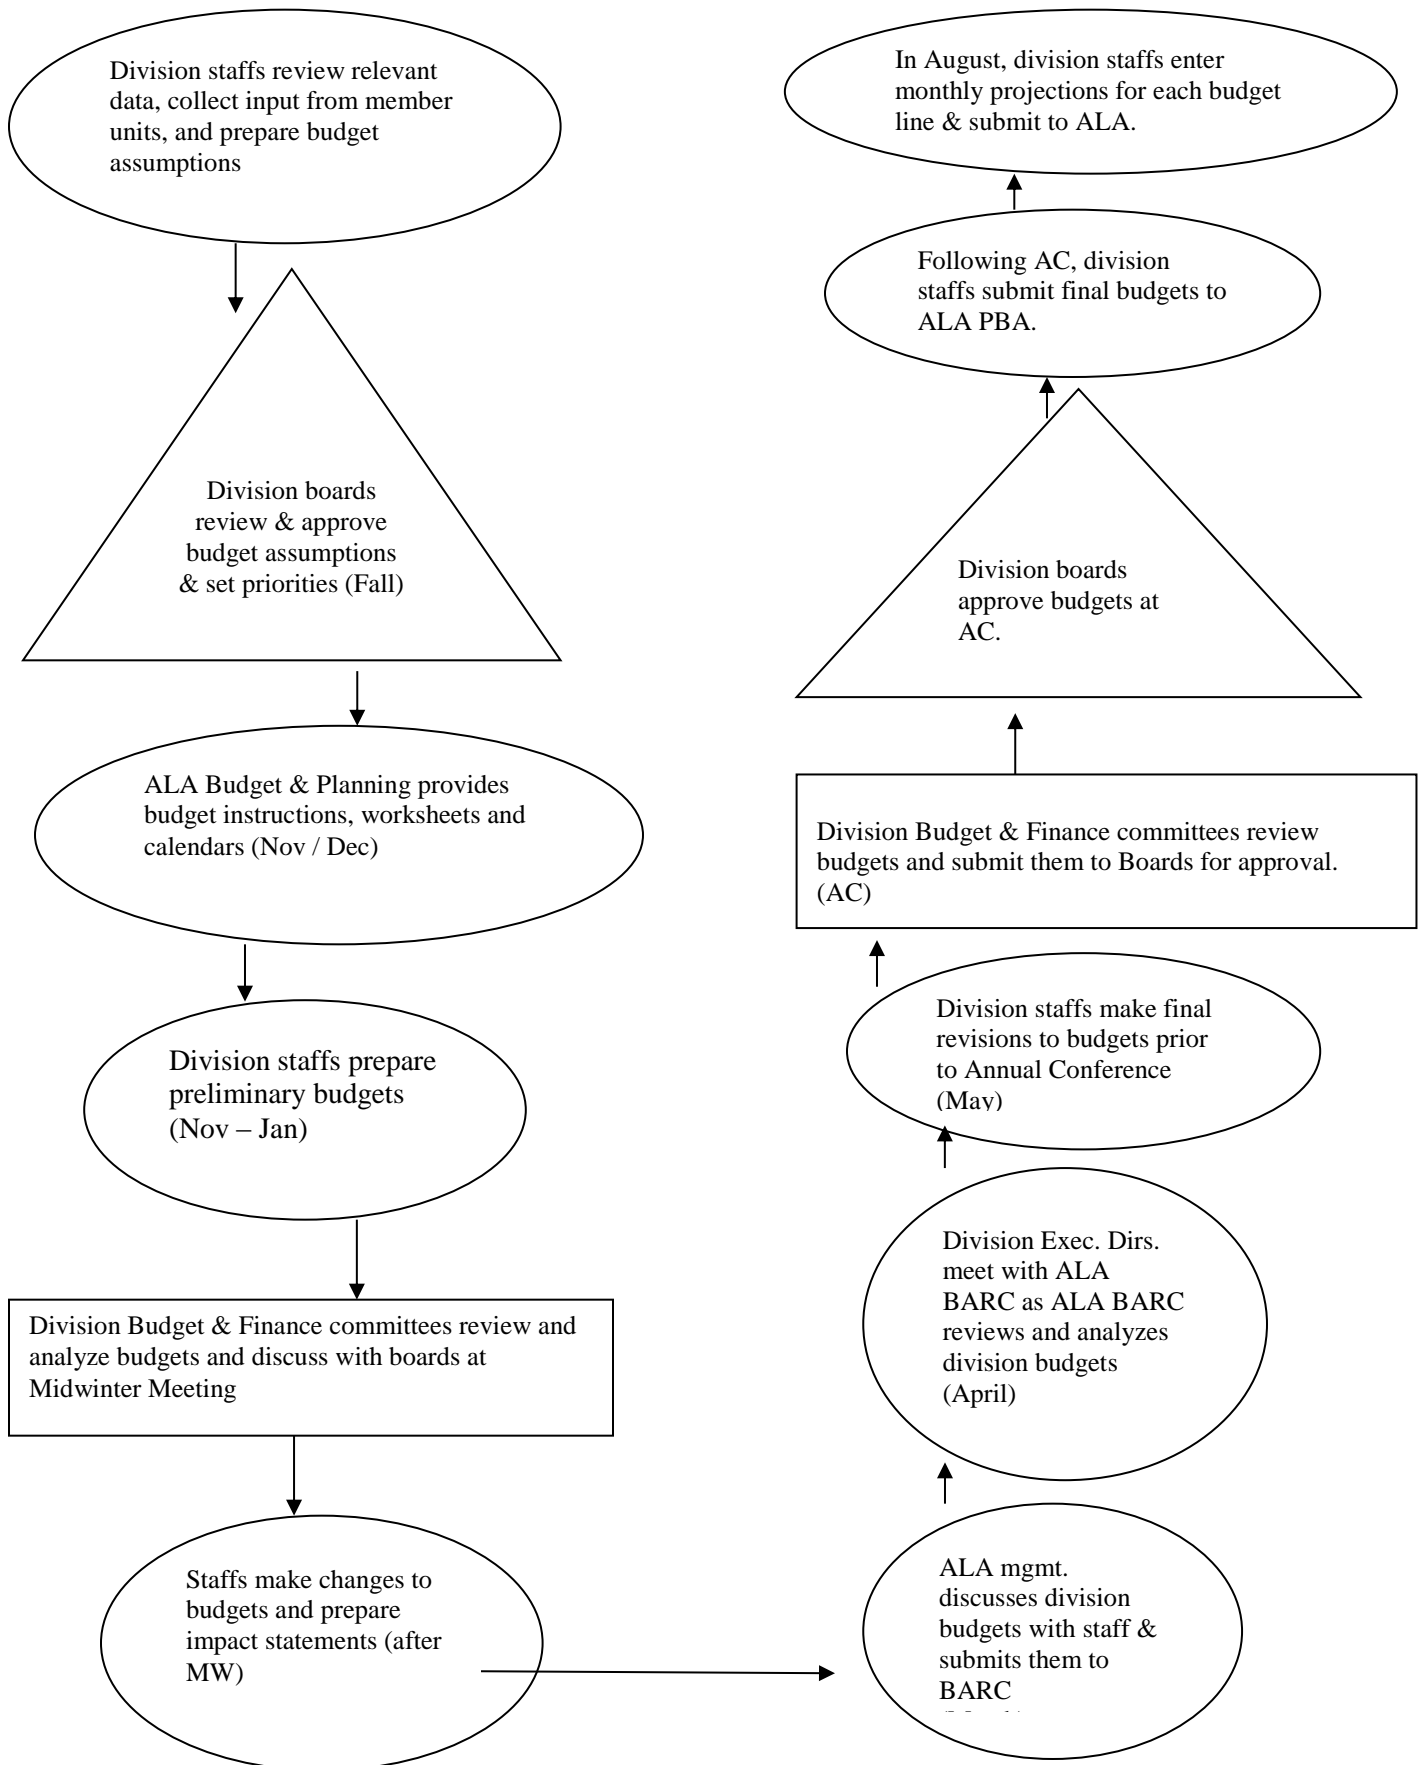 Division staffs review relevant
data, collect input from member
units, and prepare budget
assumptions
Division boards
review & approve
budget assumptions
& set priorities (Fall)
ALA Budget & Planning provides
budget instructions, worksheets and
calendars (Nov / Dec)
Division staffs prepare
preliminary budgets
(Nov – Jan)
Division Budget & Finance committees review and
analyze budgets and discuss with boards at
Midwinter Meeting
Staffs make changes to
budgets and prepare
impact statements (after
MW)
ALA mgmt.
discusses division
budgets with staff &
submits them to
BARC
Division Exec. Dirs.
meet with ALA
BARC as ALA BARC
reviews and analyzes
division budgets
(April)
Division staffs make final
revisions to budgets prior
to Annual Conference
(May)
Division Budget & Finance committees review
budgets and submit them to Boards for approval.
(AC)
Division boards
approve budgets at
AC.
Following AC, division
staffs submit final budgets to
ALA PBA.
In August, division staffs enter
monthly projections for each budget
line & submit to ALA.